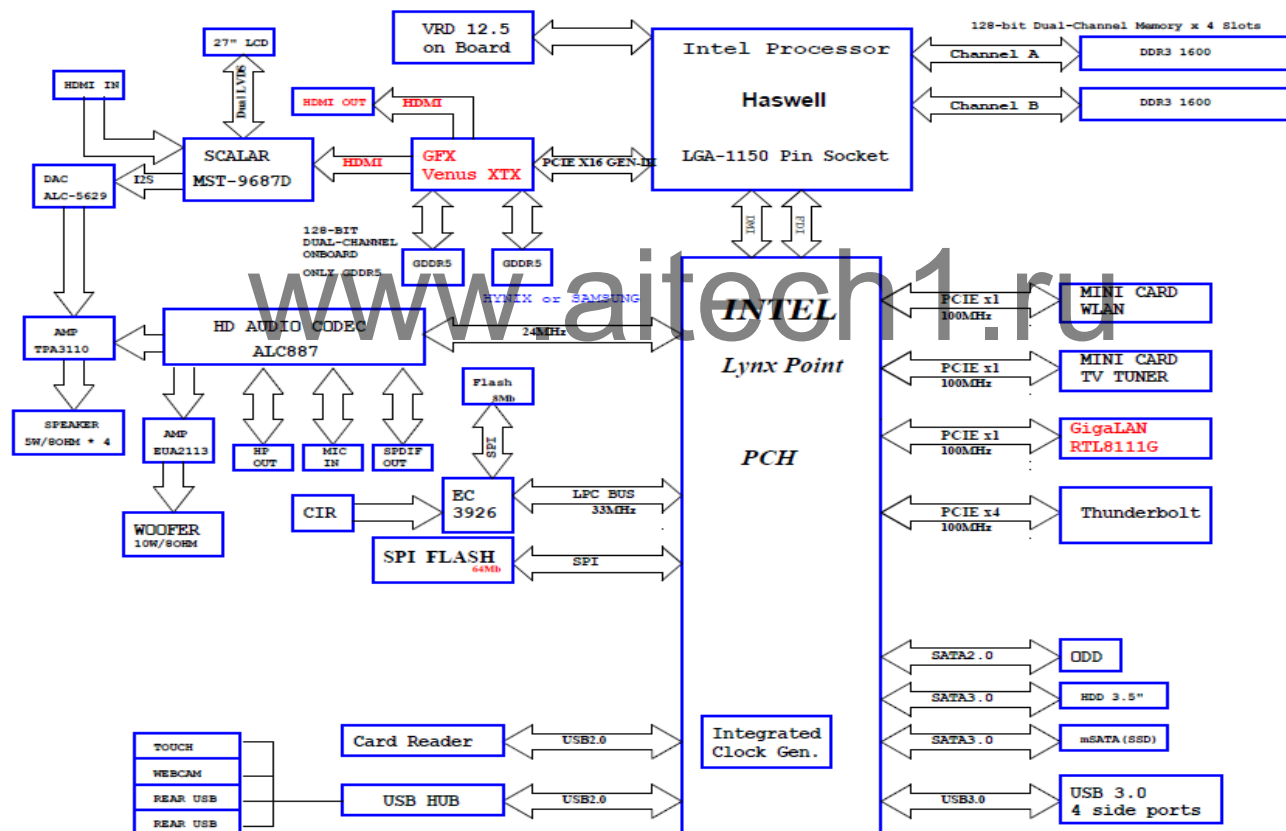 128-bit Dual-Channel Memory x 4 Slots
VRD 12.5
on Board
Intel Processor
Haswell
LGA-1150 Pin Socket
Channel A
DDR3 1600
Channel B
DDR3 1600
27" LCD
Dual LVDS
HDMI IN
HDMI OUT
HDMI
SCALAR
MST-9687D
HDMI
GFX
Venus XTX
PCIE X16 GEN-III
DAC
ALC-5629
I2S
DMI
FDI
128-BIT
DUAL-CHANNEL
ONBOARD
ONLY GDDR5
GDDR5
GDDR5
HYNIX or SAMSUNG
www.aitech1.ru
INTEL
Lynx Point
PCH
PCIE x1
100MHz
MINI CARD
WLAN
AMP
TPA3110
HD AUDIO CODEC
ALC887
24MHz
PCIE x1
100MHz
MINI CARD
TV TUNER
Flash
8Mb
SPI
SPEAKER
5W/8OHM * 4
AMP
EUA2113
HP
OUT
MIC
IN
SPDIF
OUT
PCIE x1
100MHz
GigaLAN
RTL8111G
WOOFER
10W/8OHM
CIR
EC
3926
LPC BUS
33MHz
PCIE x4
100MHz
Thunderbolt
SPI FLASH
64Mb
SPI
SATA2.0
ODD
SATA3.0
HDD 3.5"
Integrated
Clock Gen.
SATA3.0
mSATA(SSD)
Card Reader
USB2.0
TOUCH
WEBCAM
REAR USB
REAR USB
USB HUB
USB2.0
USB3.0
USB 3.0
4 side ports